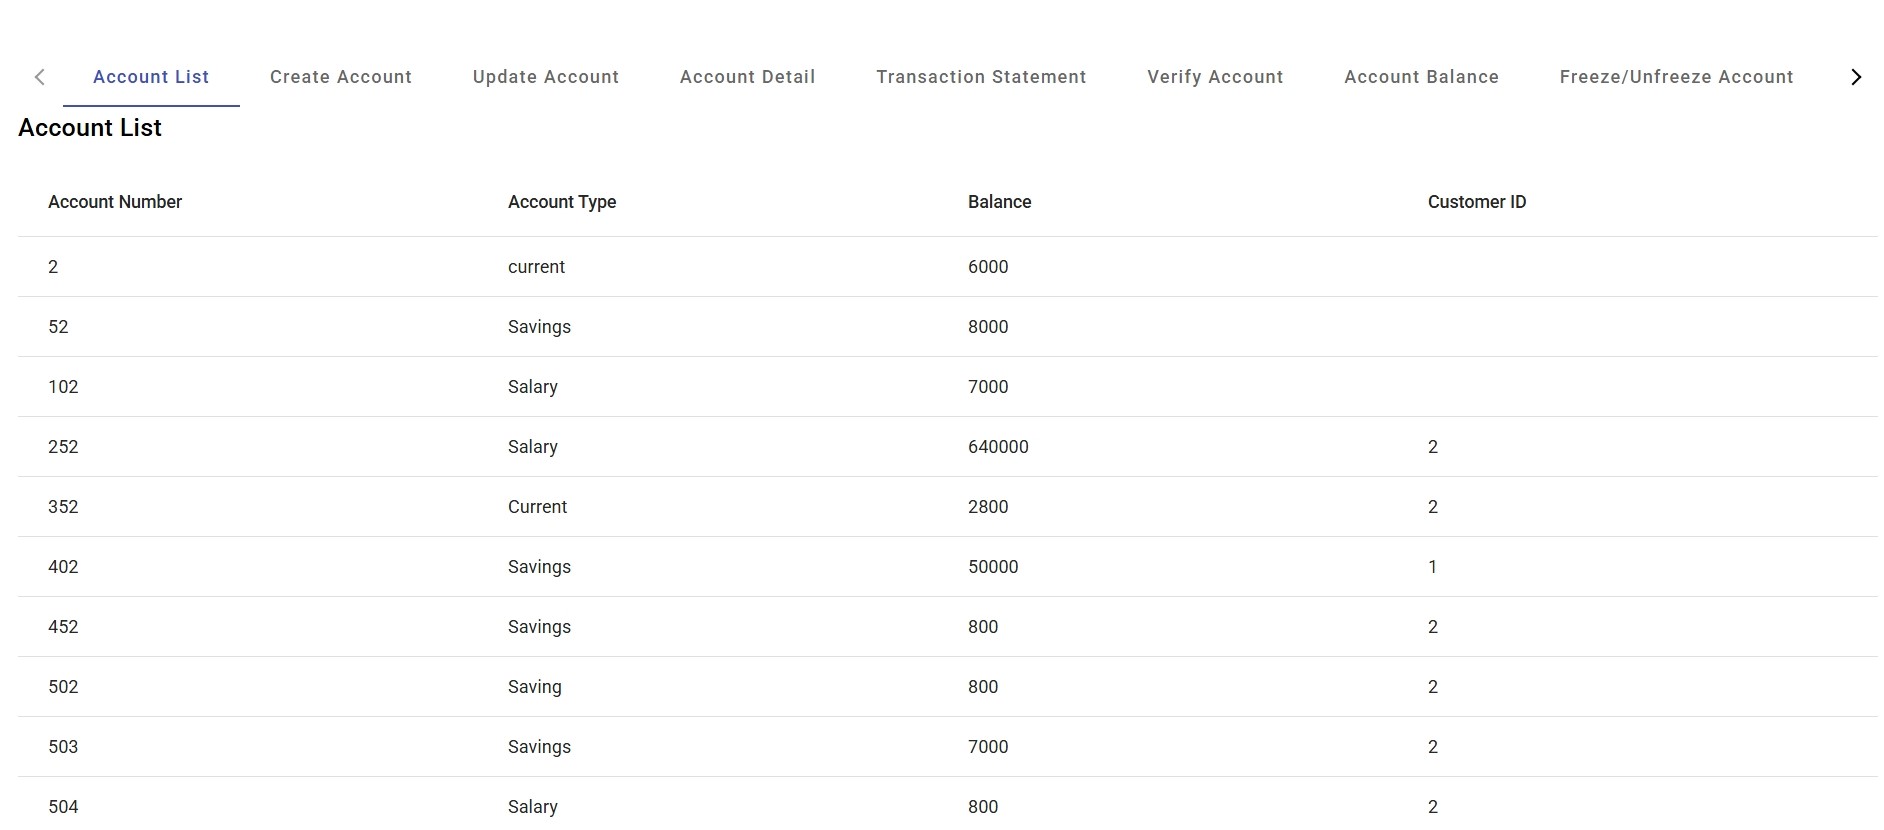 Account List Create Account Update Account Account Detail Transaction Statement Verify Account Account Balance Freeze/Unfreeze Account
Account List
Account Number Account Type Balance Customer ID
2 current 6000
52 Savings 8000
102 Salary 7000
252 Salary 640000 2
352 Current 2800 2
402 Savings 50000 1
452 Savings 800 2
502 Saving 800 2
503 Savings 7000 2
504 Salary 800 2